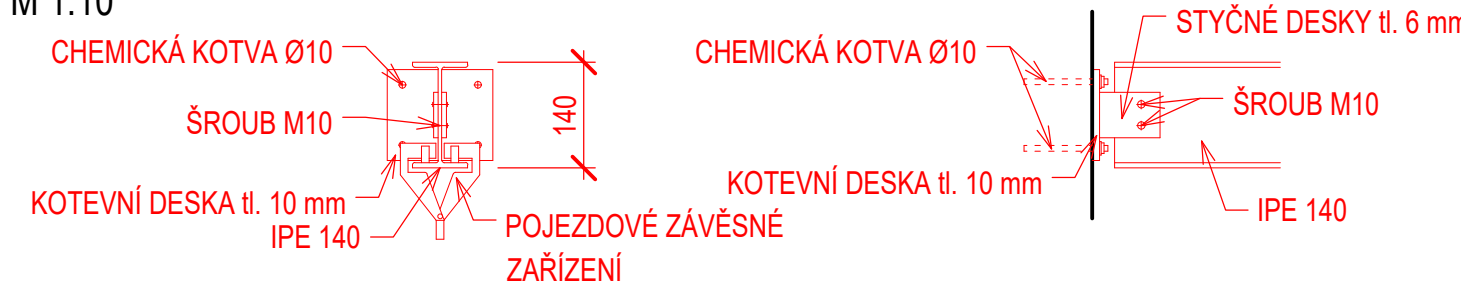 M 1:10
CHEMICKÁ KOTVA Ø10
ŠROUB M10
140
KOTEVNÍ DESKA tl. 10 mm
IPE 140
POJEZDOVÉ ZÁVĚSNÉ
ZAŘÍZENÍ
STYČNÉ DESKY tl. 6 mm
CHEMICKÁ KOTVA Ø10
ŠROUB M10
KOTEVNÍ DESKA tl. 10 mm
IPE 140